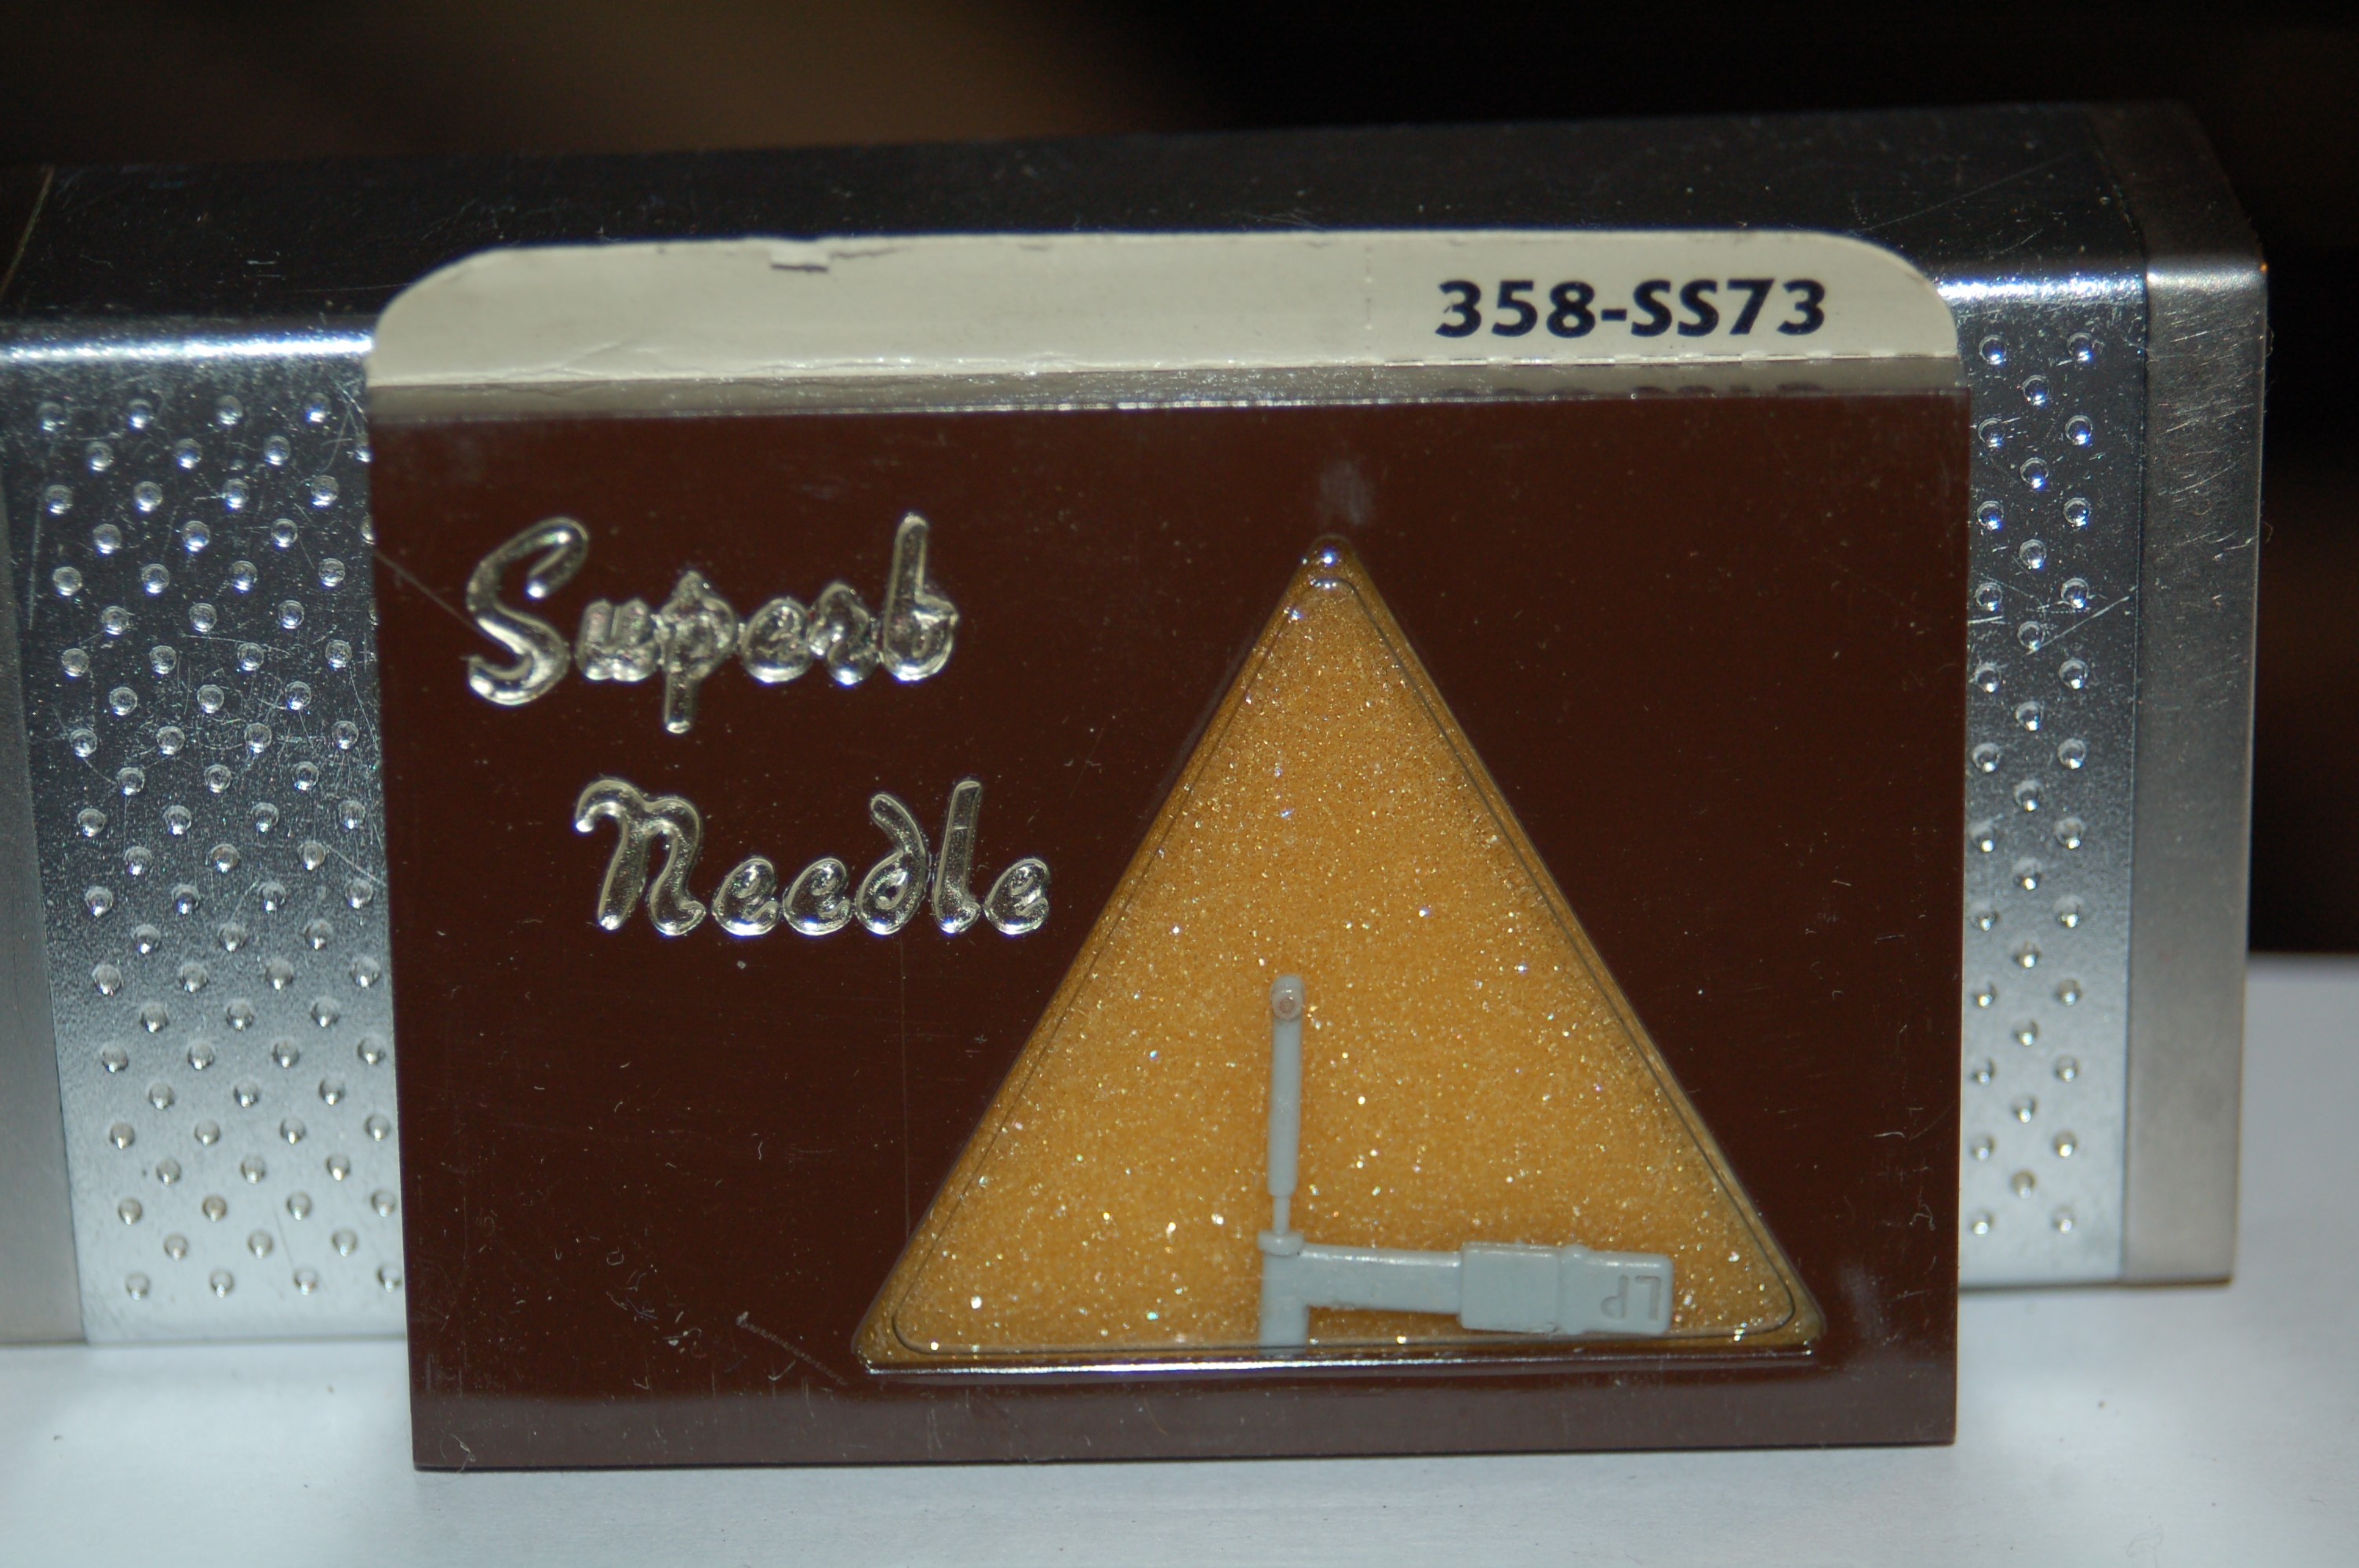 358-SS73
Superb
Needle
LP